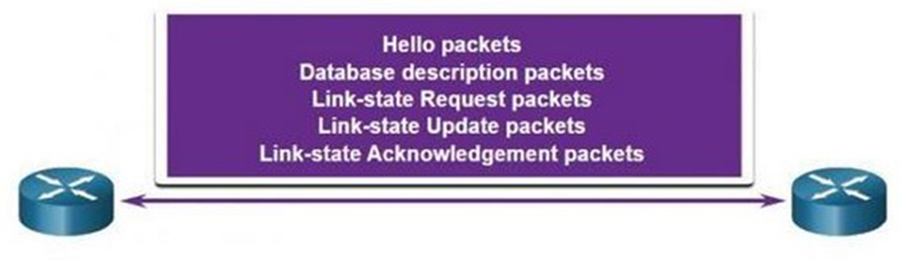 Hello packets
Database description packets
Link-state Request packets
Link-state Update packets
Link-state Acknowledgement packets